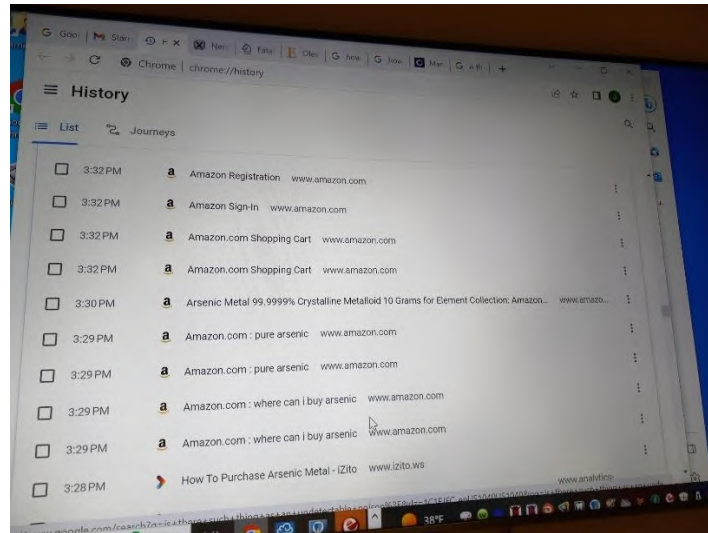 Chrome | chrome://history
History
List Journeys
3:32 PM a Amazon Registration www.amazon.com
3:32 PM a Amazon Sign-In www.amazon.com
3:32 PM a Amazon.com Shopping Cart www.amazon.com
3:32 PM a Amazon.com Shopping Cart www.amazon.com
3:30 PM a Arsenic Metal 99.9999% Crystalline Metalloid 10 Grams for Element Collection: Amazon... www.amazo...
3:29 PM a Amazon.com : pure arsenic www.amazon.com
3:29 PM a Amazon.com : pure arsenic www.amazon.com
3:29 PM a Amazon.com : where can i buy arsenic www.amazon.com
3:29 PM a Amazon.com : where can i buy arsenic www.amazon.com
3:28 PM How To Purchase Arsenic Metal - iZito www.izito.ws
38°F